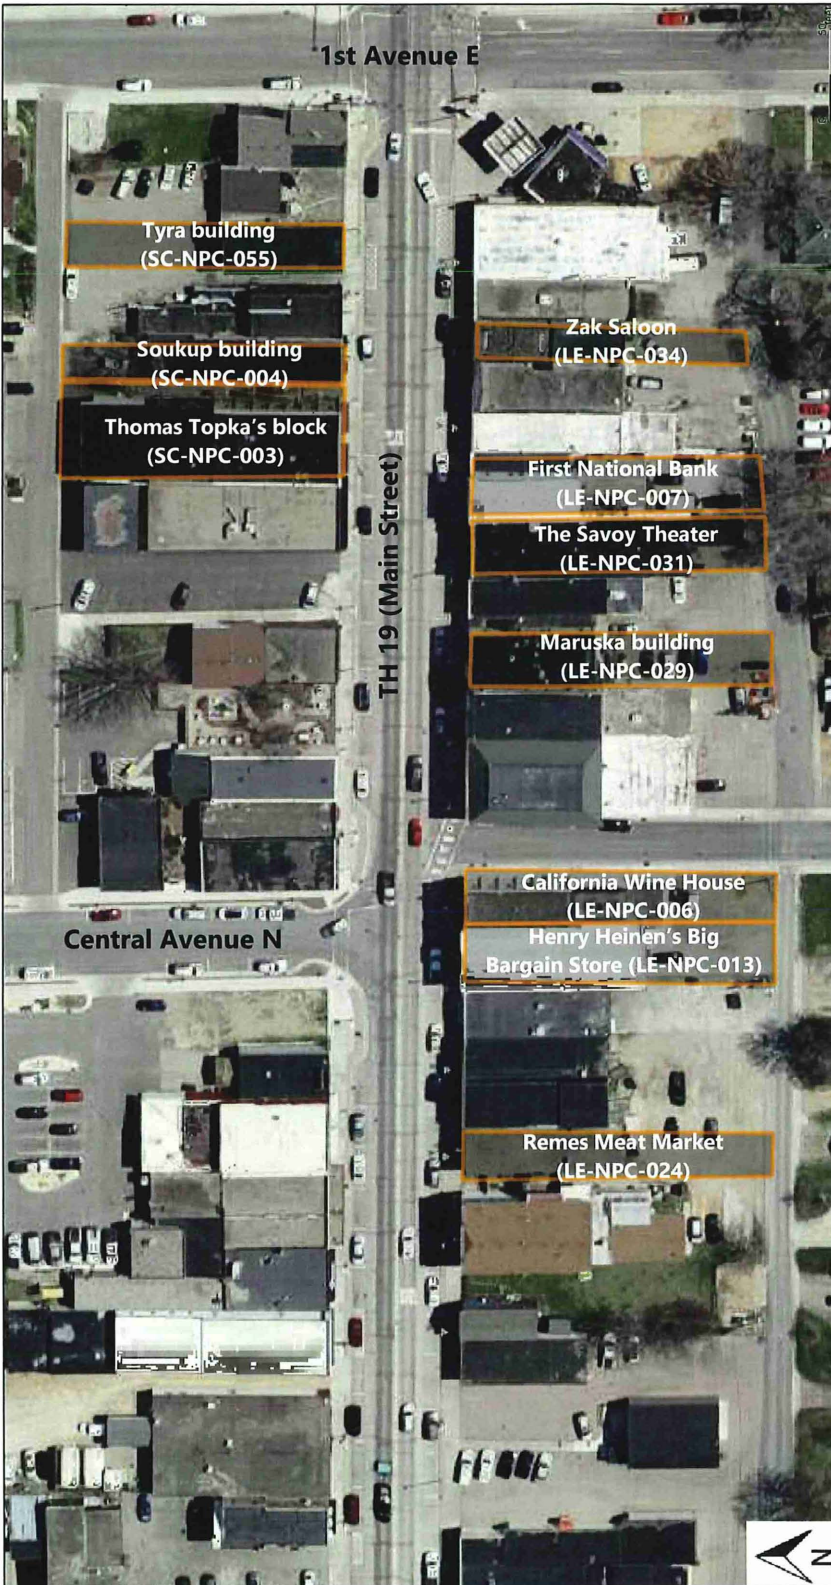 1st Avenue E
Tyra building
(SC-NPC-055)
Zak Saloon
(LE-NPC-034)
Soukup building
(SC-NPC-004)
Thomas Topka's block
(SC-NPC-003)
First National Bank
(LE-NPC-007)
The Savoy Theater
(LE-NPC-031)
TH 19 (Main Street)
Maruska building
(LE-NPC-029)
California Wine House
(LE-NPC-006)
Central Avenue N
Henry Heinen's Big
Bargain Store (LE-NPC-013)
Remes Meat Market
(LE-NPC-024)
N